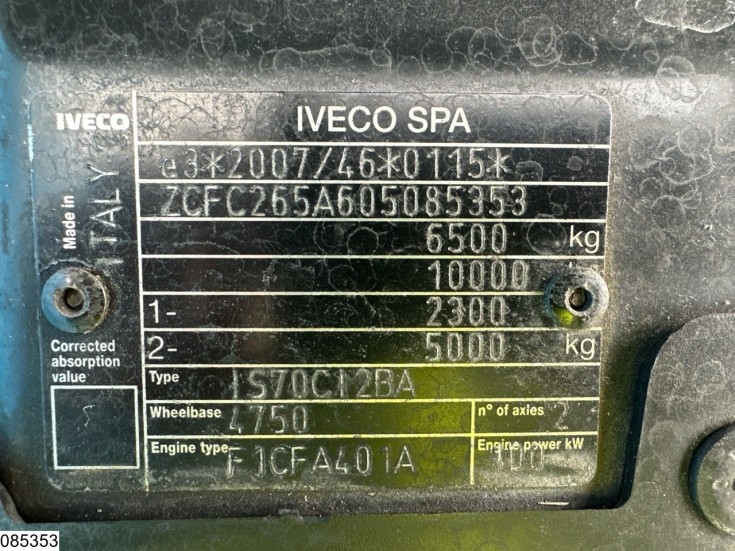 IVECO IVECO SPA
Made in ITALY
e3*2007/46*0115*
ZCFC265A605085353
6500 kg
10000
1- 2300
2- 5000 kg
Corrected
absorption
value
Type IS70C12BA
Wheelbase 4750 n° of axles 2
Engine type F1CFA401A Engine power kW
085353